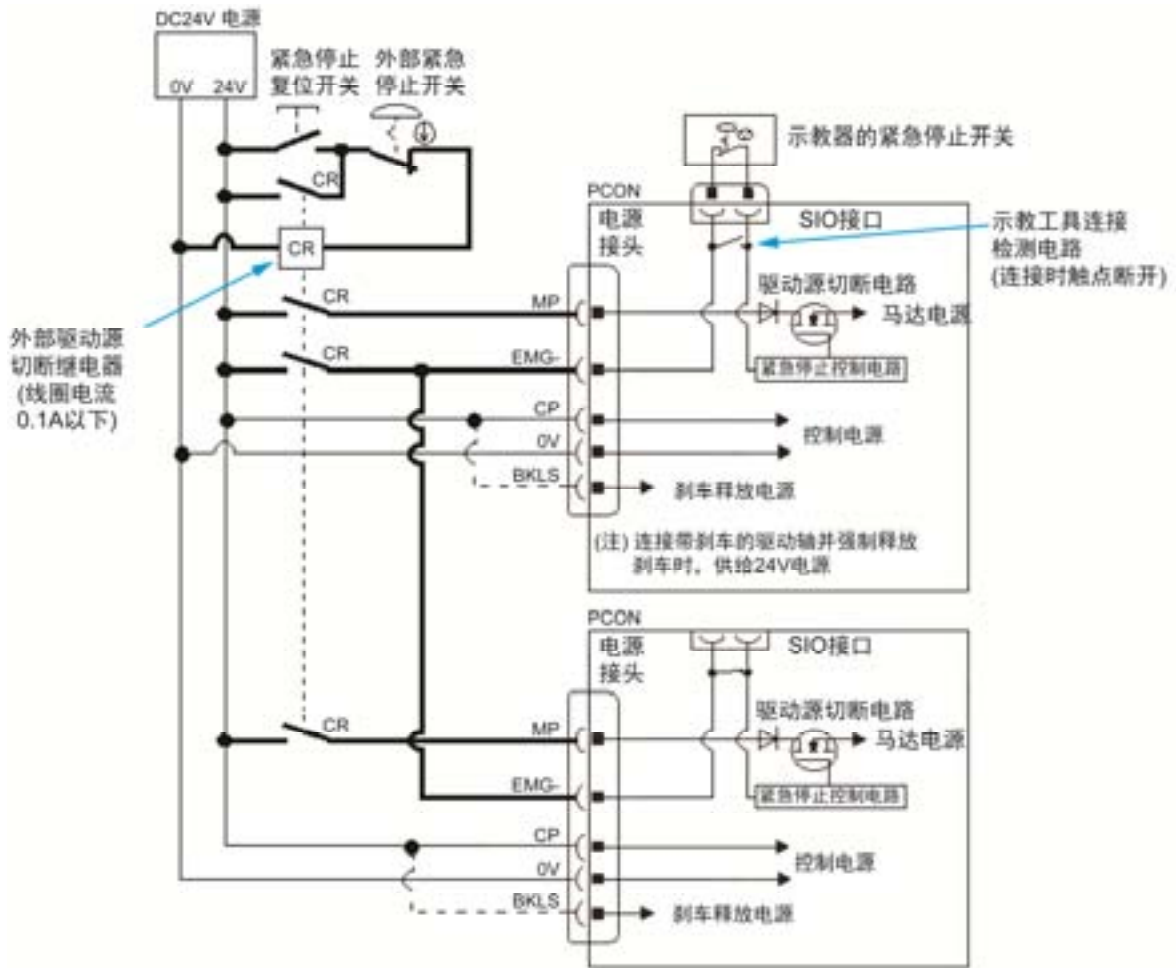 DC24V 电源
0V 24V
紧急停止
复位开关
外部紧急
停止开关
CR
CR
CR
CR
外部驱动源
切断继电器
(线圈电流
0.1A以下)
示教器的紧急停止开关
PCON
电源
接头
SIO接口
示教工具连接
检测电路
(连接时触点断开)
MP
EMG-
CP
0V
BKLS
驱动源切断电路
马达电源
紧急停止控制电路
控制电源
刹车释放电源
(注) 连接带刹车的驱动轴并强制释放
刹车时，供给24V电源
PCON
电源
接头
SIO接口
CR
MP
EMG-
CP
0V
BKLS
驱动源切断电路
马达电源
紧急停止控制电路
控制电源
刹车释放电源